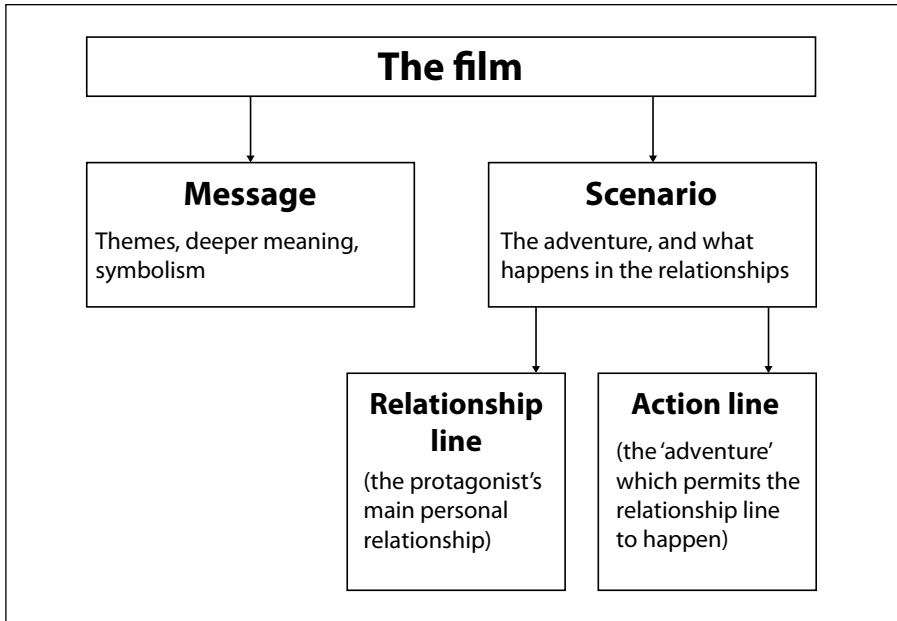 The film
Message
Themes, deeper meaning,
symbolism
Scenario
The adventure, and what
happens in the relationships
Relationship
line
(the protagonist’s
main personal
relationship)
Action line
(the ‘adventure’
which permits the
relationship line
to happen)